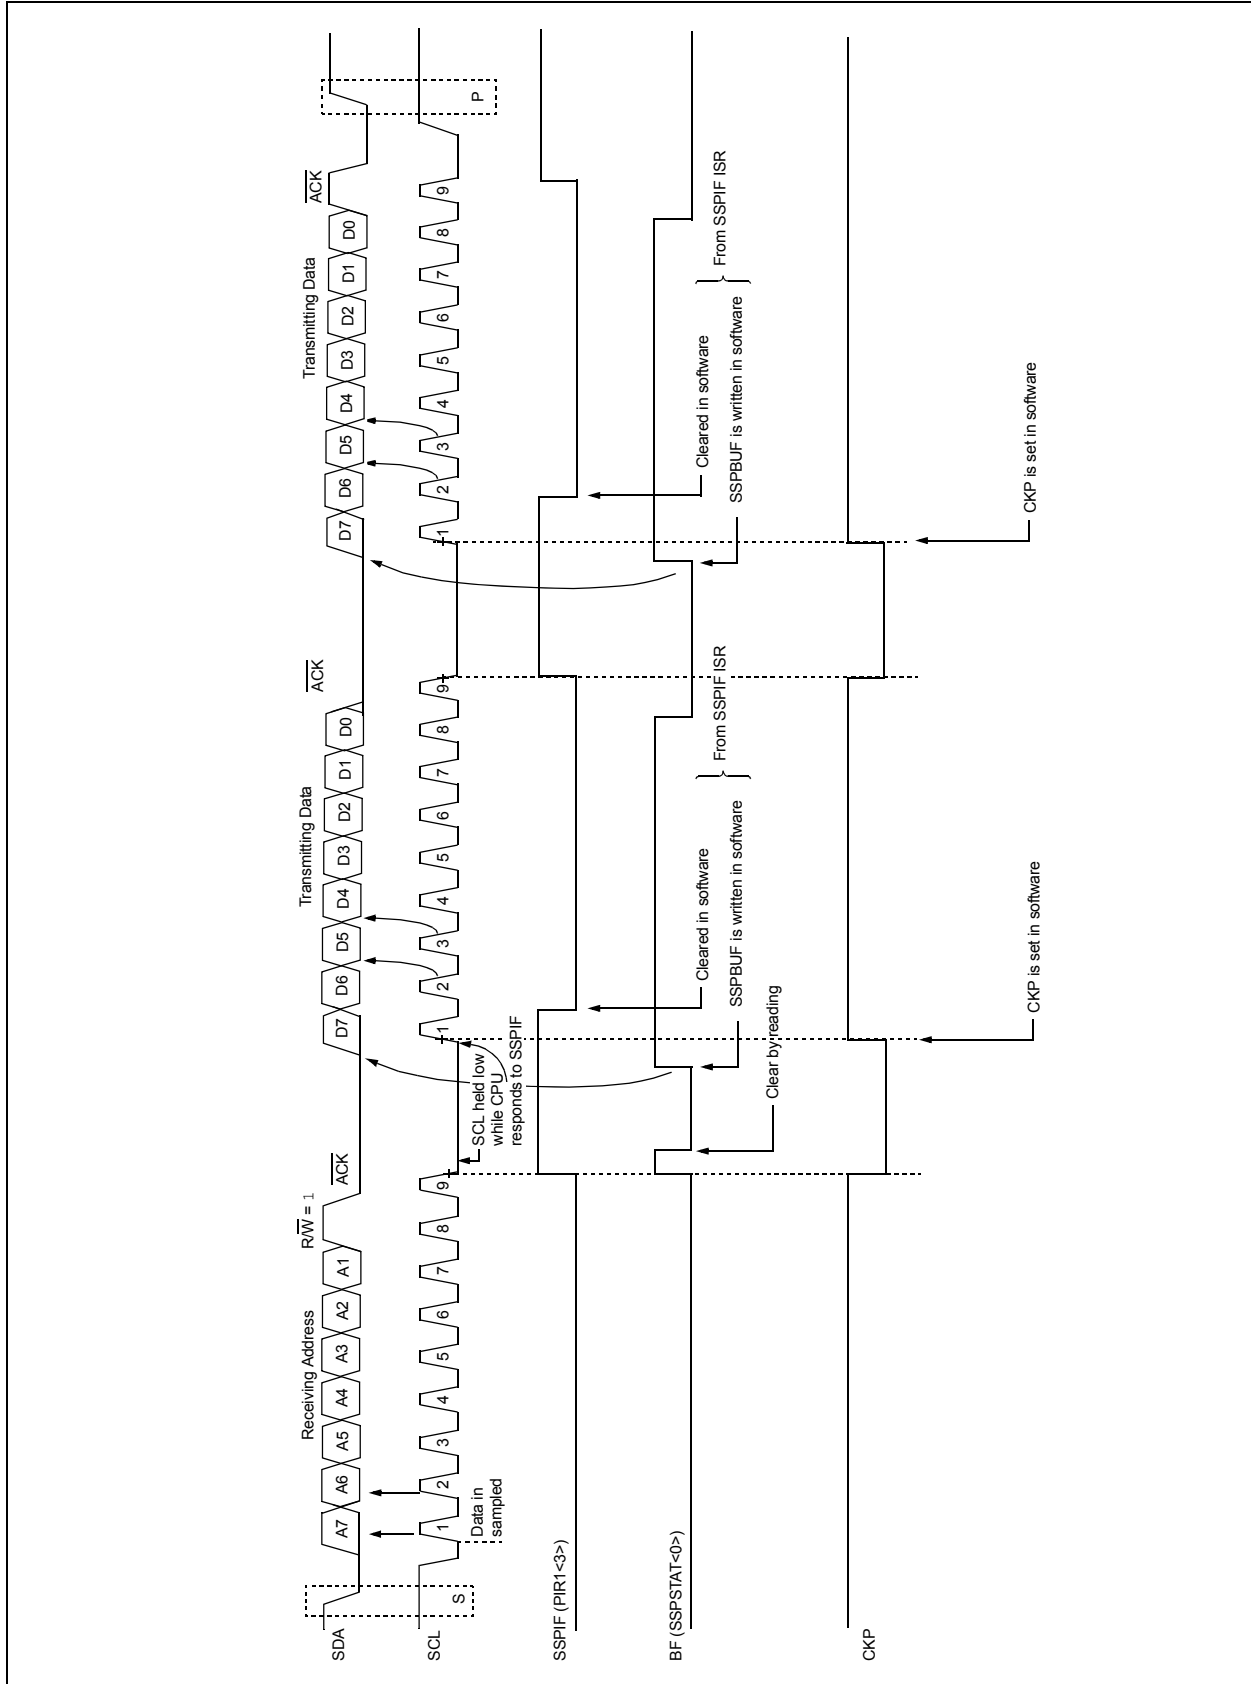 Receiving Address
R/W = 1
ACK
Transmitting Data
ACK
Transmitting Data
ACK
SDA
A7
A6
A5
A4
A3
A2
A1
D7
D6
D5
D4
D3
D2
D1
D0
D7
D6
D5
D4
D3
D2
D1
D0
SCL
S
1
2
3
4
5
6
7
8
9
1
2
3
4
5
6
7
8
9
1
2
3
4
5
6
7
8
9
P
Data in
sampled
SCL held low
while CPU
responds to SSPIF
SSPIF (PIR1<3>)
BF (SSPSTAT<0>)
Cleared in software
From SSPIF ISR
SSPBUF is written in software
Clear by reading
Cleared in software
From SSPIF ISR
SSPBUF is written in software
CKP
CKP is set in software
CKP is set in software